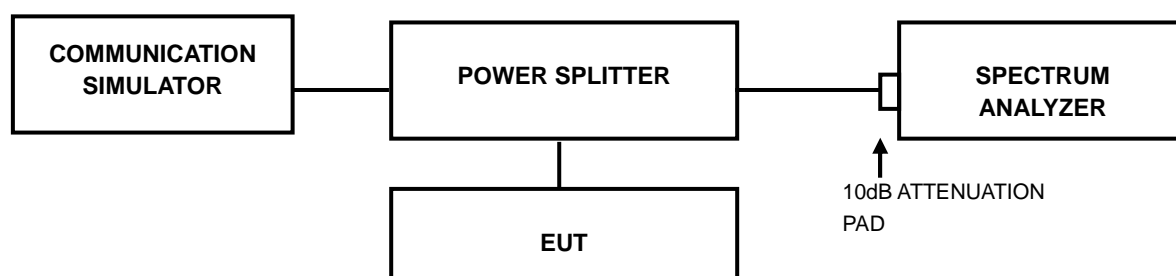 COMMUNICATION
SIMULATOR
POWER SPLITTER
SPECTRUM
ANALYZER
10dB ATTENUATION
PAD
EUT